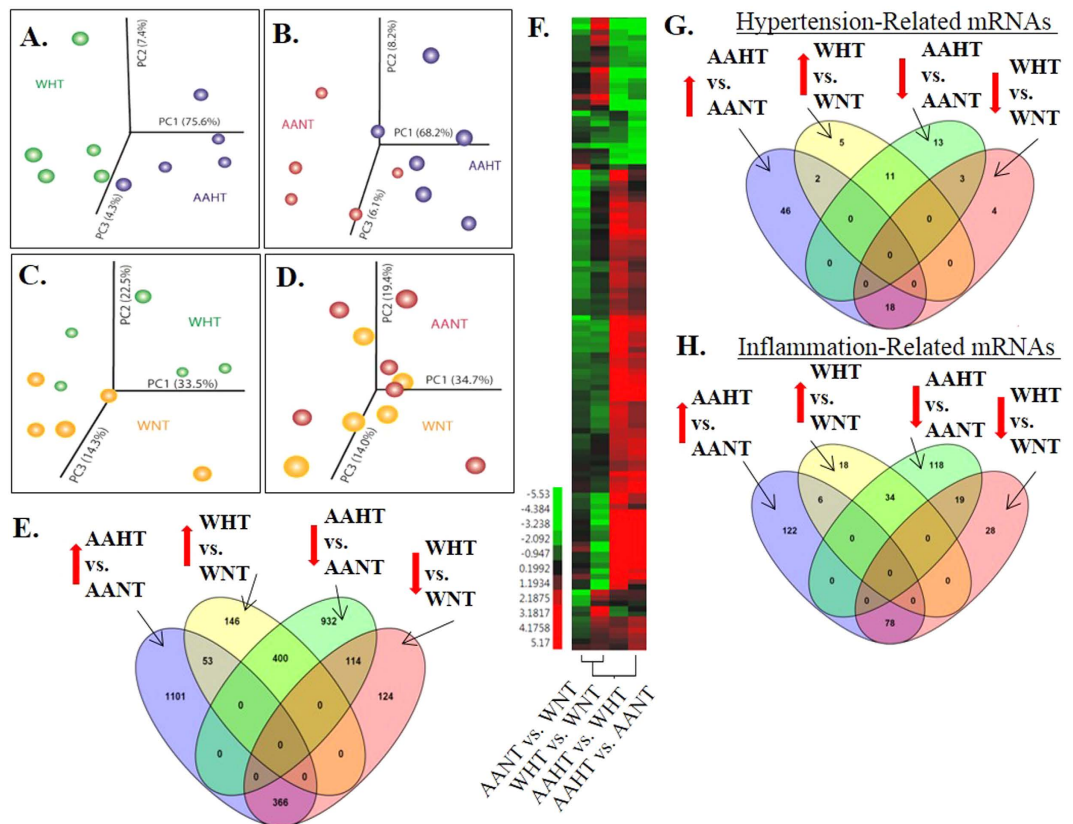 A.
WHT
PC2 (7.4%)
PC1 (75.6%)
PC3 (4.3%)
AAHT
B.
AANT
PC2 (8.2%)
PC1 (68.2%)
PC3 (6.1%)
AAHT
C.
PC2 (22.5%)
WHT
PC1 (33.5%)
PC3 (14.3%)
WNT
D.
PC2 (19.4%)
AANT
PC1 (34.7%)
PC3 (14.0%)
WNT
E.
AAHT
vs.
AANT
WHT
vs.
WNT
AAHT
vs.
AANT
WHT
vs.
WNT
146
932
53
400
114
1101
124
0
0
0
0
0
0
0
366
F.
-5.53
-4.384
-3.238
-2.092
-0.947
0.1992
1.1934
2.1875
3.1817
4.1758
5.17
AANT vs. WNT
WHT vs. WNT
AAHT vs. WHT
AAHT vs. AANT
G.
Hypertension-Related mRNAs
AAHT
vs.
AANT
WHT
vs.
WNT
AAHT
vs.
AANT
WHT
vs.
WNT
5
13
2
11
3
46
4
0
0
0
0
0
0
0
18
H.
Inflammation-Related mRNAs
AAHT
vs.
AANT
WHT
vs.
WNT
AAHT
vs.
AANT
WHT
vs.
WNT
18
118
6
34
19
122
28
0
0
0
0
0
0
0
78